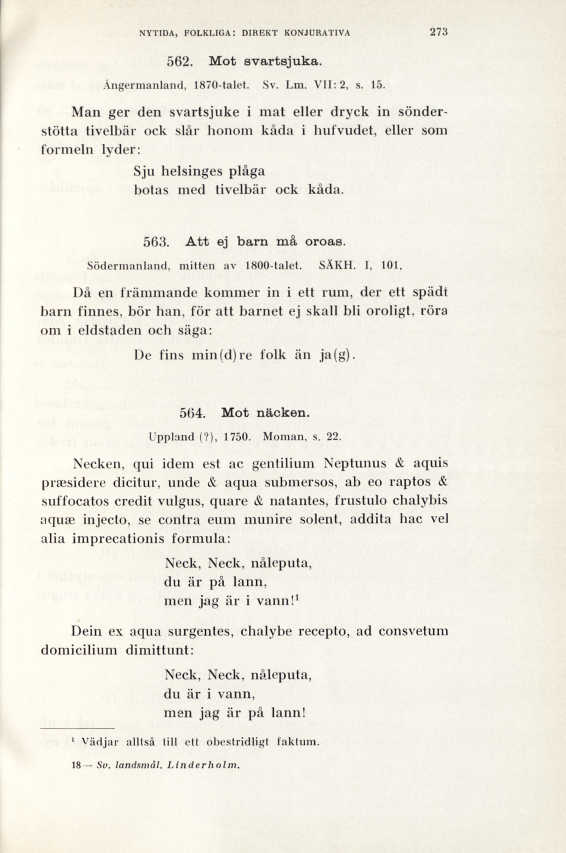 NYTIDA, FOLKLIGA: DIREKT KONJURATIVA 273
562. Mot svartsjuka.
Ångermanland, 1870-talet. Sv. Lm. VII: 2, s. 15.
Man ger den svartsjuke i mat eller dryck in sönder-
stötta tivelbär ock slår honom kåda i hufvudet, eller som
formeln lyder:
Sju helsinges plåga
botas med tivelbär ock kåda.
563. Att ej barn må oroas.
Södermanland, mitten av 1800-talet. SÄKH. I, 101.
Då en främmande kommer in i ett rum, der ett spädt
barn finnes, bör han, för att barnet ej skall bli oroligt, röra
om i eldstaden och säga:
De fins min(d)re folk än ja(g).
564. Mot näcken.
Uppland (?), 1750. Moman, s. 22.
Necken, qui idem est ac gentilium Neptunus & aquis
præsidere dicitur, unde & aqua submersos, ab eo raptos &
suffocatos credit vulgus, quare & natantes, frustulo chalybis
aquæ injecto, se contra eum munire solent, addita hac vel
alia imprecationis formula:
Neck, Neck, nåleputa,
du är på lann,
men jag är i vann!¹
Dein ex aqua surgentes, chalybe recepto, ad consvetum
domicilium dimittunt:
Neck, Neck, nåleputa,
du är i vann,
men jag är på lann!
¹ Vädjar alltså till ett obestridligt faktum.
18 — Sv. landsmål. Linderholm.